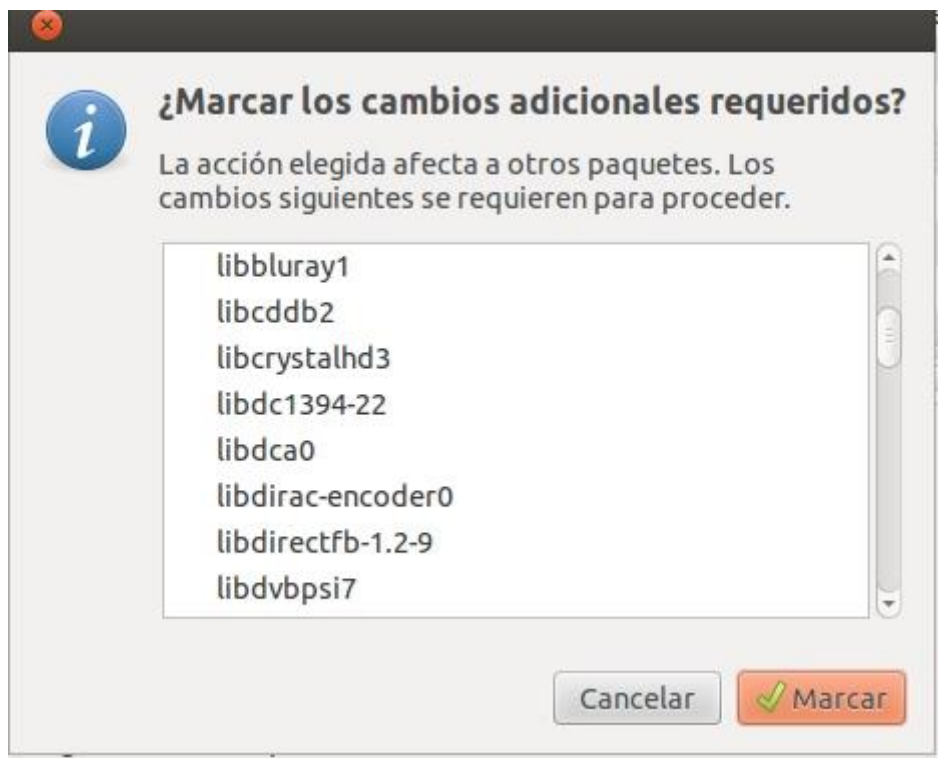 ¿Marcar los cambios adicionales requeridos?
La acción elegida afecta a otros paquetes. Los
cambios siguientes se requieren para proceder.
libbluray1
libcddb2
libcrystalhd3
libdc1394-22
libdca0
libdirac-encoder0
libdirectfb-1.2-9
libdvbpsi7
Cancelar
Marcar